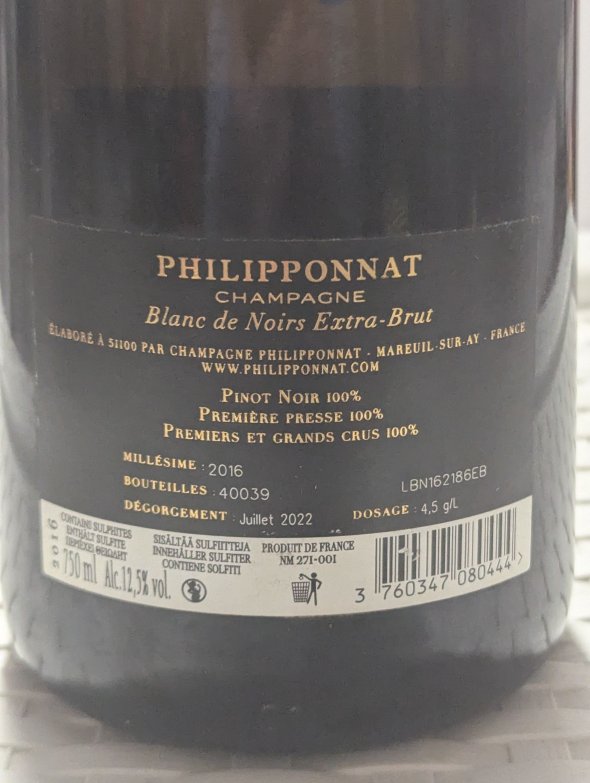 PHILIPPONNAT
CHAMPAGNE
Blanc de Noirs Extra-Brut
ÉLABORÉ À 51100 PAR CHAMPAGNE PHILIPPONNAT - MAREUIL-SUR-AY - FRANCE
WWW.PHILIPPONNAT.COM
PINOT NOIR 100%
PREMIÈRE PRESSE 100%
PREMIERS ET GRANDS CRUS 100%
MILLÉSIME : 2016
BOUTEILLES : 40039
LBN162186EB
DÉGORGEMENT : Juillet 2022 DOSAGE : 4,5 g/L
CONTAINS SULPHITES
ENTHÄLT SULFITE
750 ml Alc.12,5% vol.
SISÄLTÄÄ SULFIITTEJA
INNEHÅLLER SULFITER
CONTIENE SOLFITI
PRODUIT DE FRANCE
NM 271-001
3 760347 080444 >